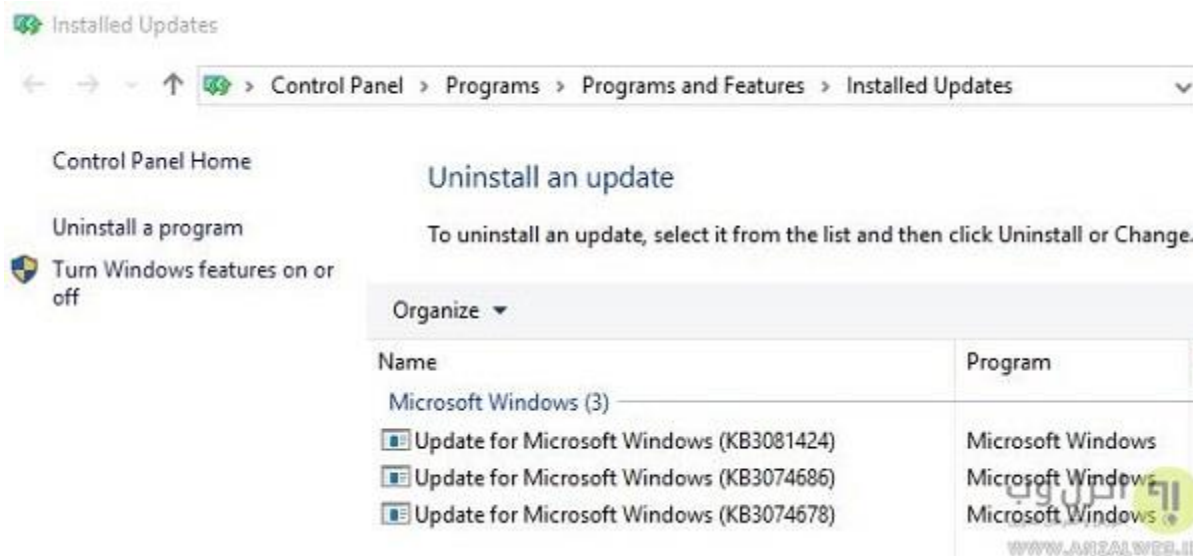 Installed Updates
Control Panel > Programs > Programs and Features > Installed Updates
Control Panel Home
Uninstall a program
Turn Windows features on or
off
Uninstall an update
To uninstall an update, select it from the list and then click Uninstall or Change.
Organize
Name Program
Microsoft Windows (3)
Update for Microsoft Windows (KB3081424) Microsoft Windows
Update for Microsoft Windows (KB3074686) Microsoft Windows
Update for Microsoft Windows (KB3074678) Microsoft Windows
انزل وب